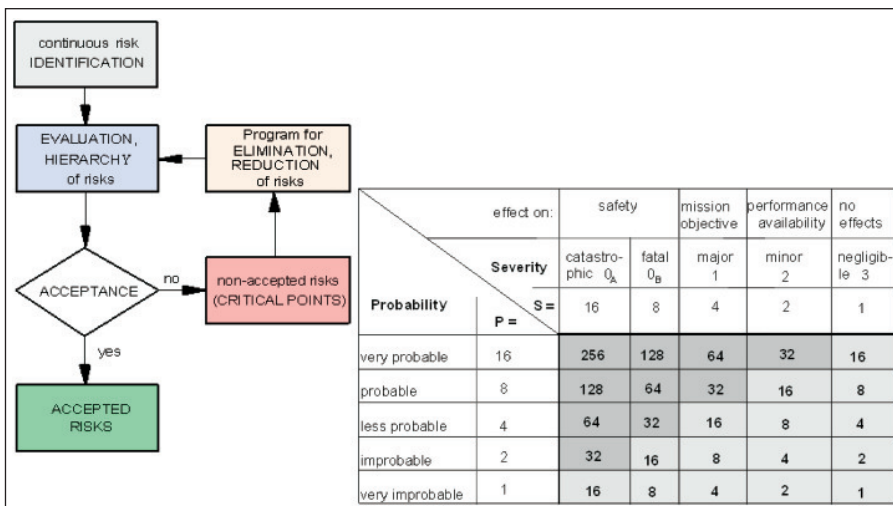 continuous risk
IDENTIFICATION
EVALUATION,
HIERARCHY
of risks
Program for
ELIMINATION,
REDUCTION
of risks
ACCEPTANCE
no
non-accepted risks
(CRITICAL POINTS)
yes
ACCEPTED
RISKS
effect on: safety mission objective performance availability no effects
Severity catastro-phic 0A fatal 0B major 1 minor 2 negligib-le 3
Probability P = S = 16 8 4 2 1
very probable 16 256 128 64 32 16
probable 8 128 64 32 16 8
less probable 4 64 32 16 8 4
improbable 2 32 16 8 4 2
very improbable 1 16 8 4 2 1